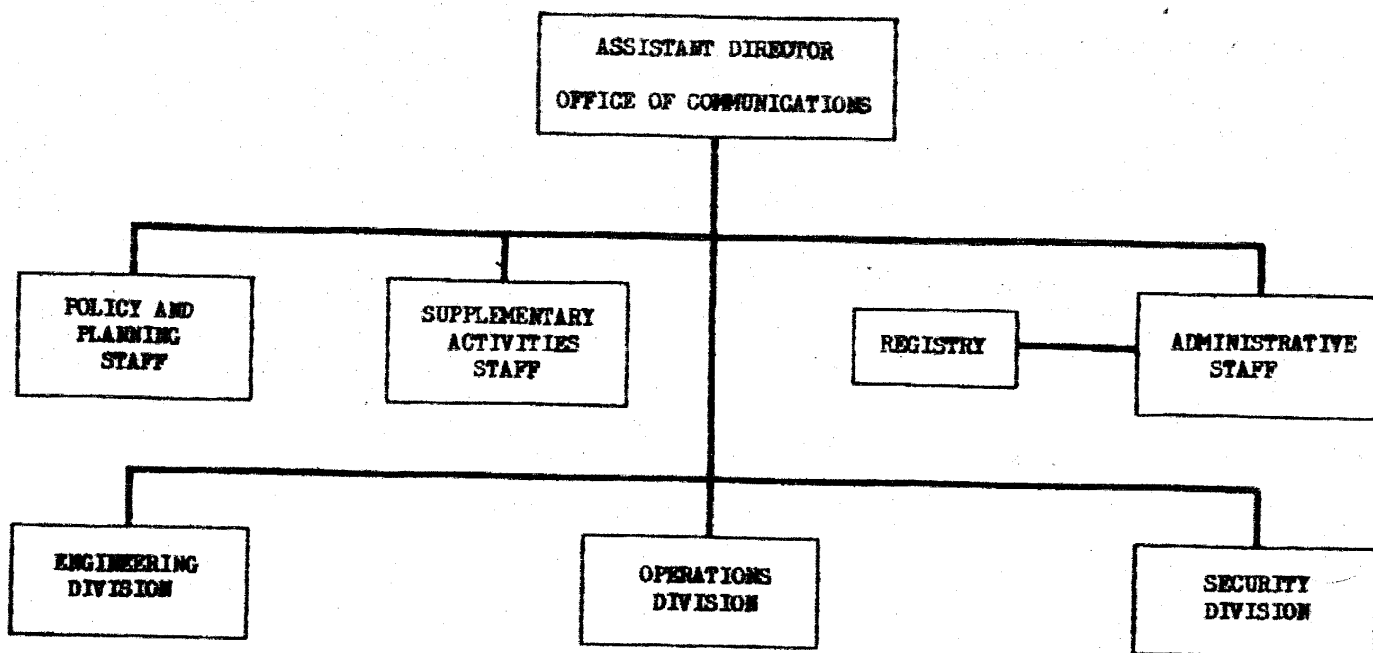 ASSISTANT DIRECTOR
OFFICE OF COMMUNICATIONS
POLICY AND
PLANNING
STAFF
SUPPLEMENTARY
ACTIVITIES
STAFF
REGISTRY
ADMINISTRATIVE
STAFF
ENGINEERING
DIVISION
OPERATIONS
DIVISION
SECURITY
DIVISION